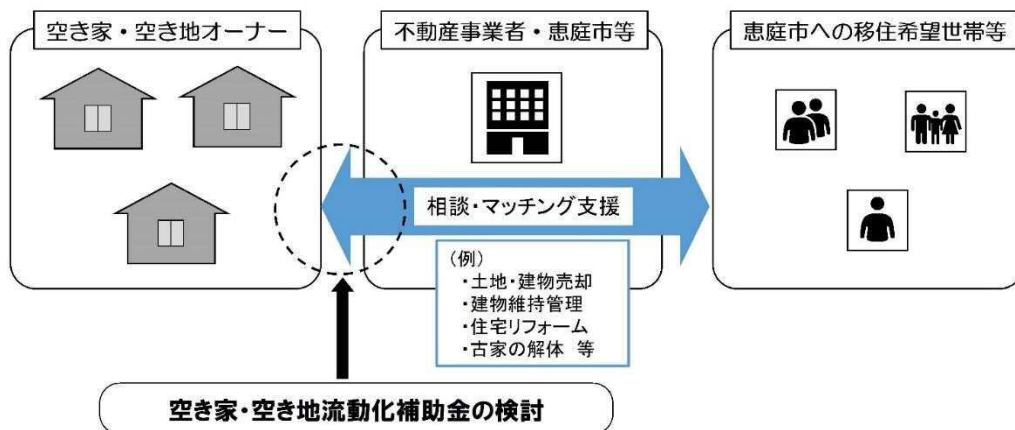 空き家・空き地オーナー
不動産事業者・恵庭市等
恵庭市への移住希望世帯等
相談・マッチング支援
（例）
・土地・建物売却
・建物維持管理
・住宅リフォーム
・古家の解体 等
空き家・空き地流動化補助金の検討